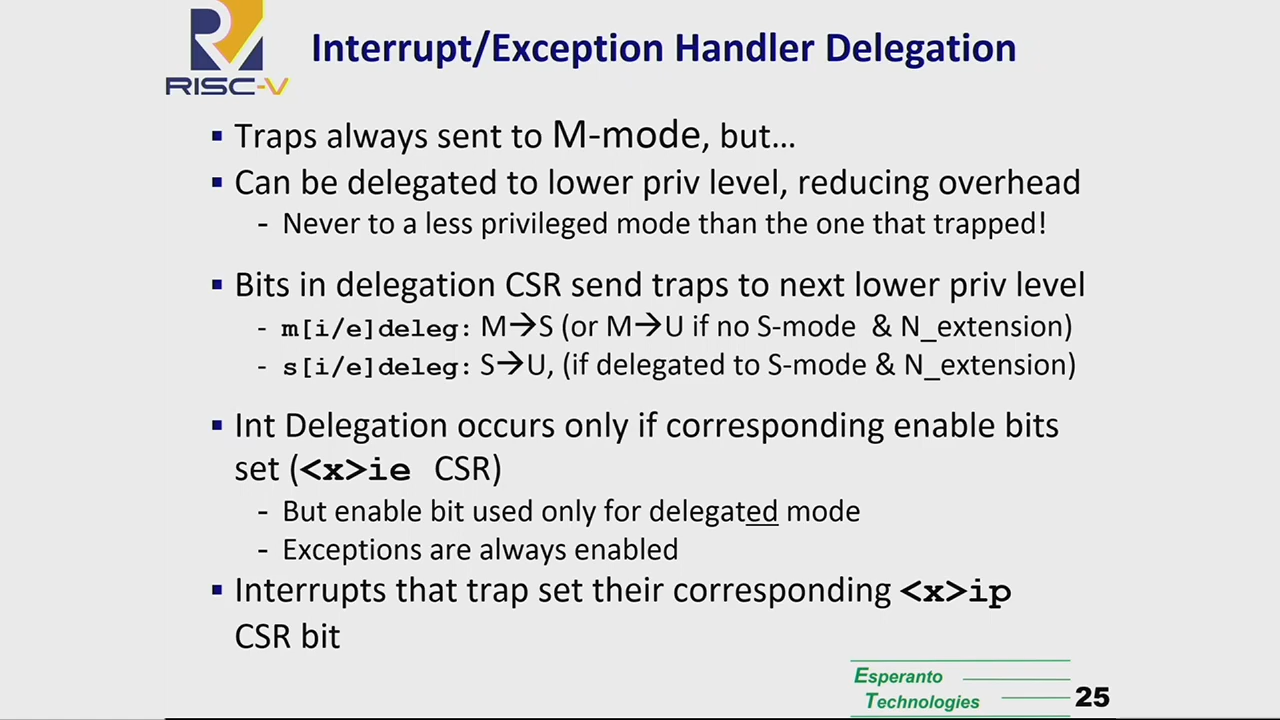 RISC-V
Interrupt/Exception Handler Delegation
▪ Traps always sent to M-mode, but…
▪ Can be delegated to lower priv level, reducing overhead
- Never to a less privileged mode than the one that trapped!
▪ Bits in delegation CSR send traps to next lower priv level
- m[i/e]deleg: M→S (or M→U if no S-mode & N_extension)
- s[i/e]deleg: S→U, (if delegated to S-mode & N_extension)
▪ Int Delegation occurs only if corresponding enable bits
set (<x>ie CSR)
- But enable bit used only for delegated mode
- Exceptions are always enabled
▪ Interrupts that trap set their corresponding <x>ip
CSR bit
Esperanto
Technologies
25